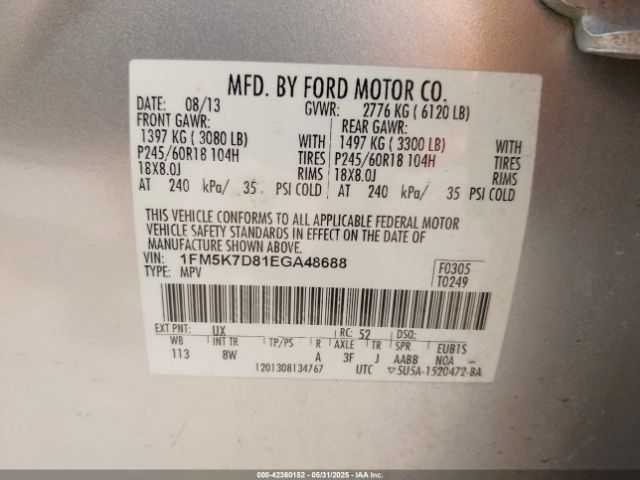 MFD. BY FORD MOTOR CO.
DATE: 08/13 GVWR: 2776 KG ( 6120 LB)
FRONT GAWR: REAR GAWR:
1397 KG ( 3080 LB) WITH 1497 KG ( 3300 LB) WITH
P245/60R18 104H TIRES P245/60R18 104H TIRES
18X8.0J RIMS 18X8.0J RIMS
AT 240 kPa/ 35 PSI COLD AT 240 kPa/ 35 PSI COLD
THIS VEHICLE CONFORMS TO ALL APPLICABLE FEDERAL MOTOR
VEHICLE SAFETY STANDARDS IN EFFECT ON THE DATE OF
MANUFACTURE SHOWN ABOVE.
VIN: 1FM5K7D81EGA48688 F0305
TYPE: MPV T0249
EXT PNT: UX RC: 52 DSO:
WB INT TR TP/PS R AXLE TR SPR EUB1S
113 8W A 3F J AABB NOA
1201308134767 UTC ▽5U5A-1520472-BA
000-42360152 - 05/31/2025 - IAA Inc. - Copyright